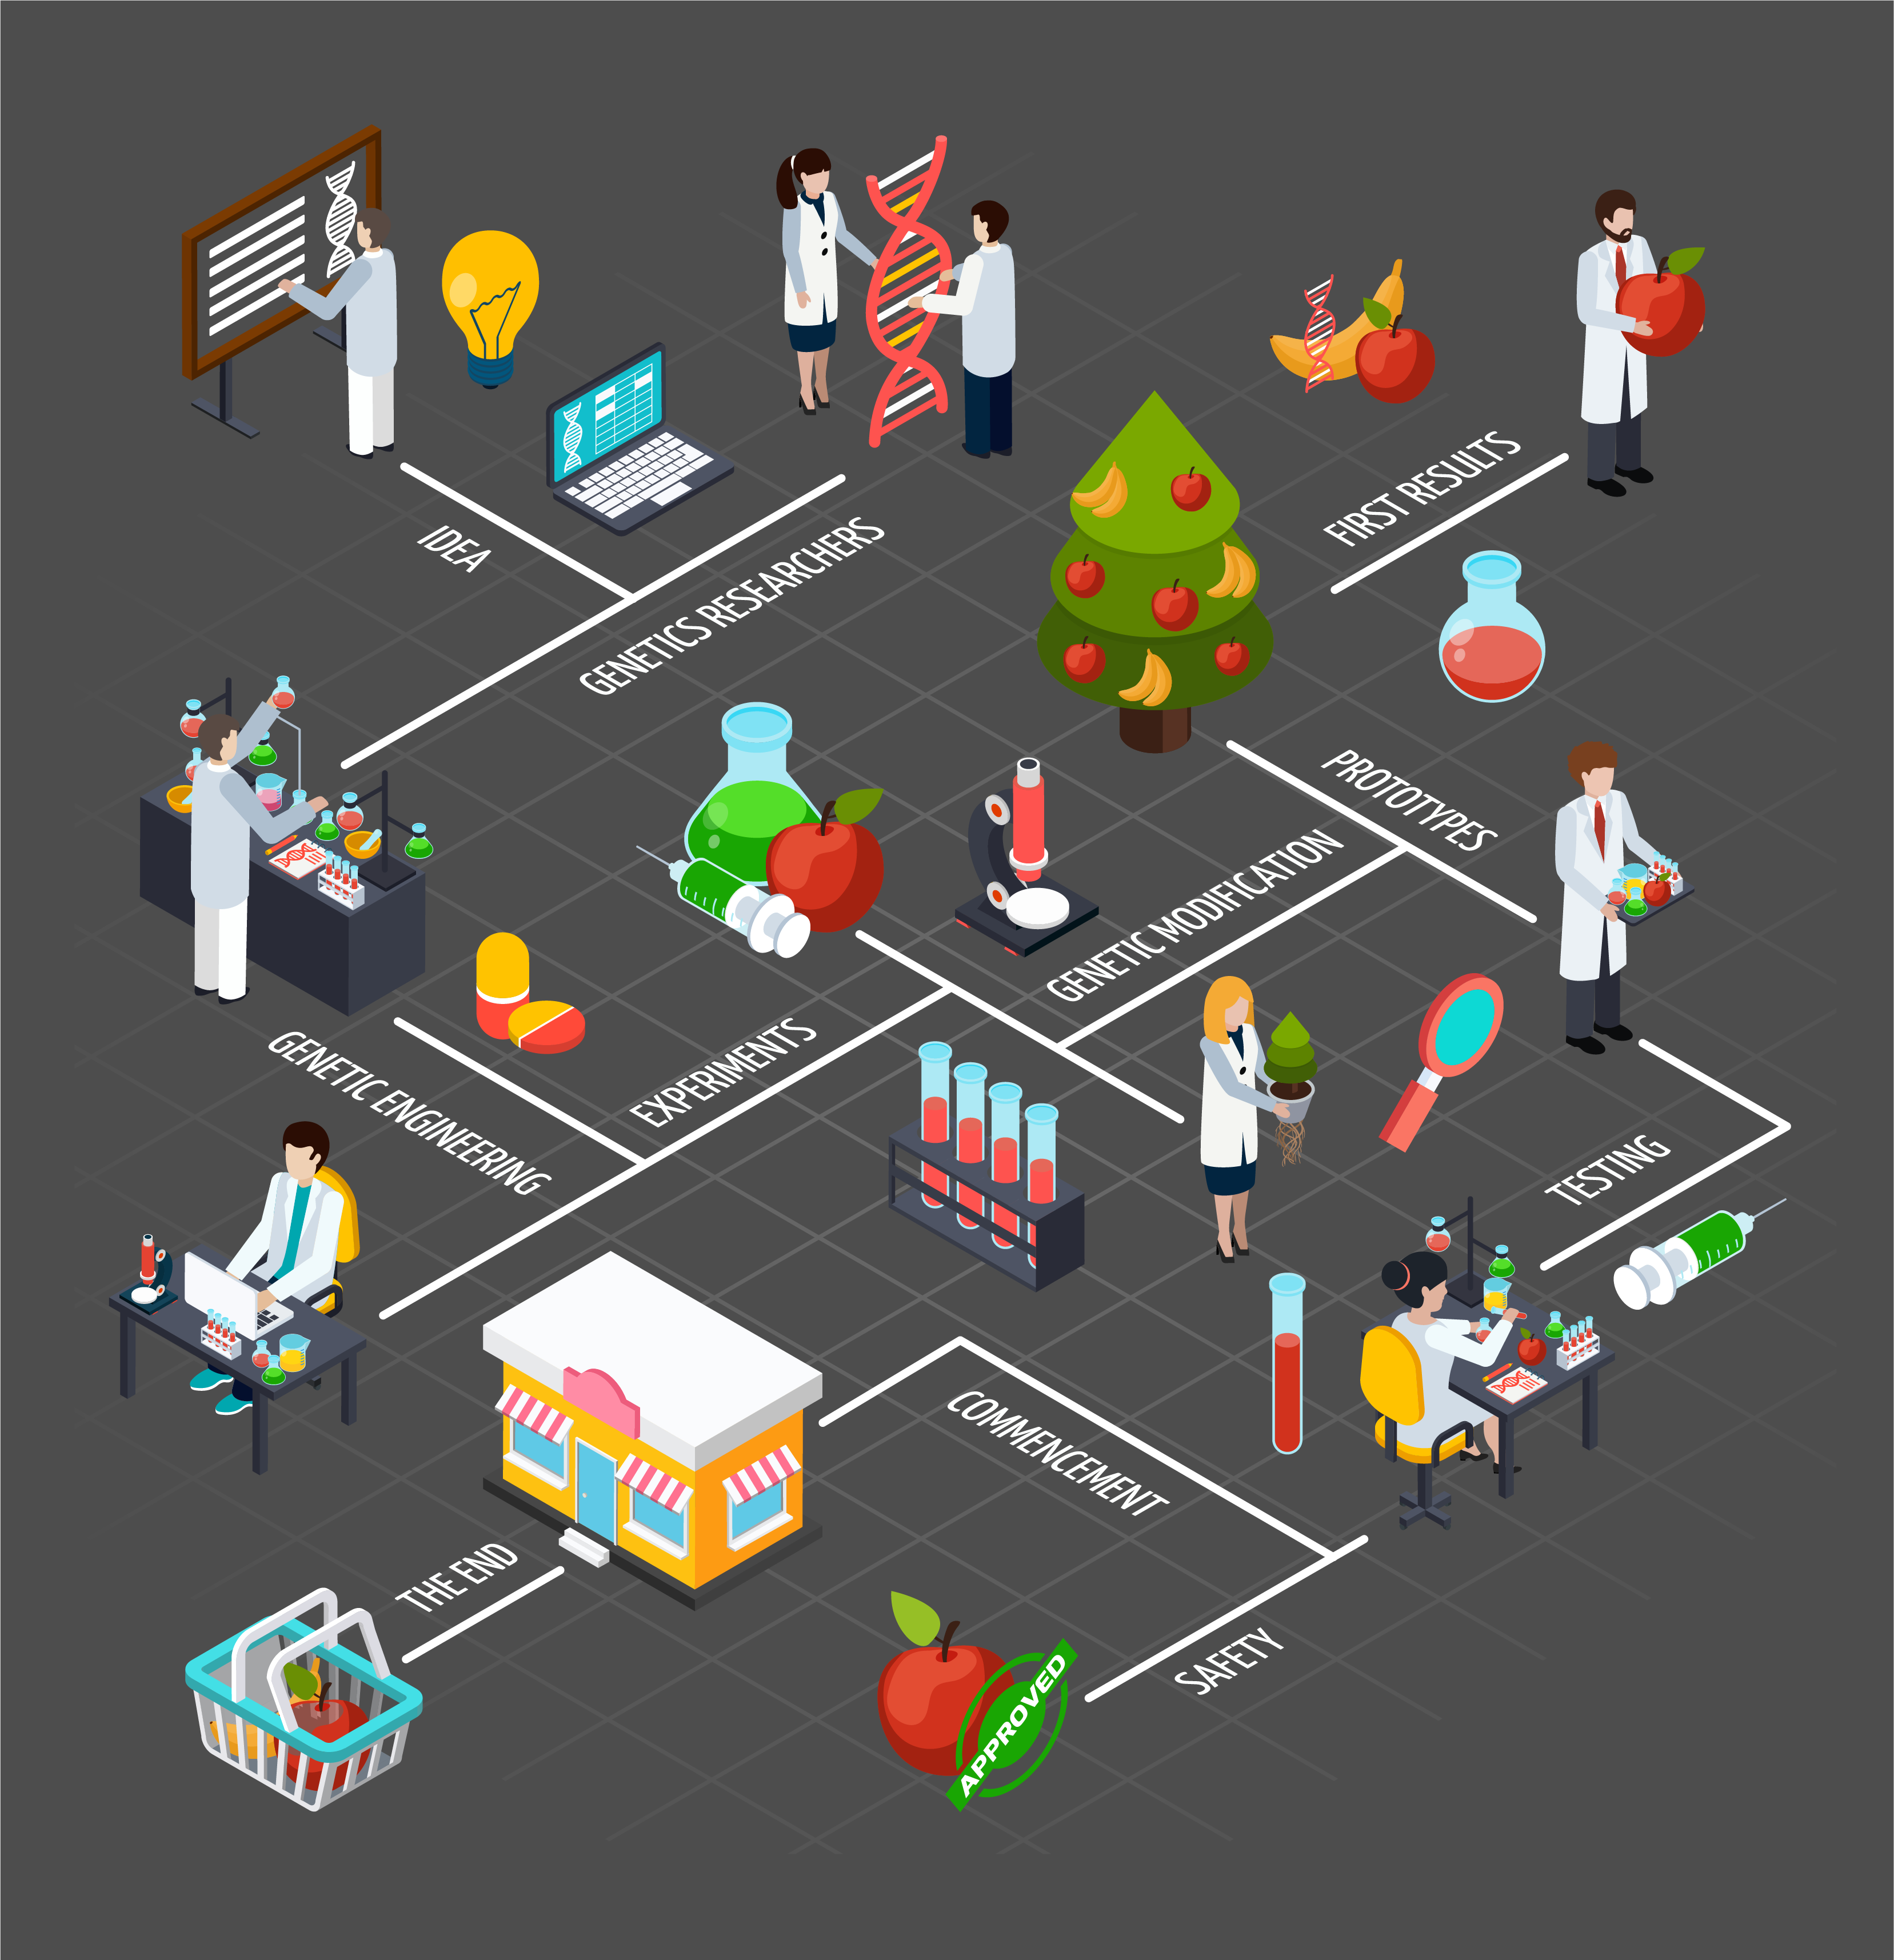 IDEA
GENETICS RESEARCHERS
FIRST RESULTS
PROTOTYPES
GENETIC MODIFICATION
GENETIC ENGINEERING
EXPERIMENTS
TESTING
COMMENCEMENT
THE END
SAFETY
APPROVED